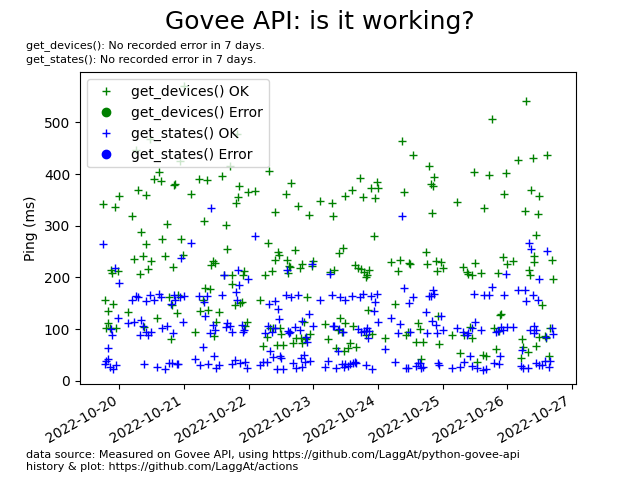 Govee API: is it working?
get_devices(): No recorded error in 7 days.
get_states(): No recorded error in 7 days.
get_devices() OK
get_devices() Error
get_states() OK
get_states() Error
Ping (ms)
500
400
300
200
100
0
2022-10-20
2022-10-21
2022-10-22
2022-10-23
2022-10-24
2022-10-25
2022-10-26
2022-10-27
data source: Measured on Govee API, using https://github.com/LaggAt/python-govee-api
history & plot: https://github.com/LaggAt/actions